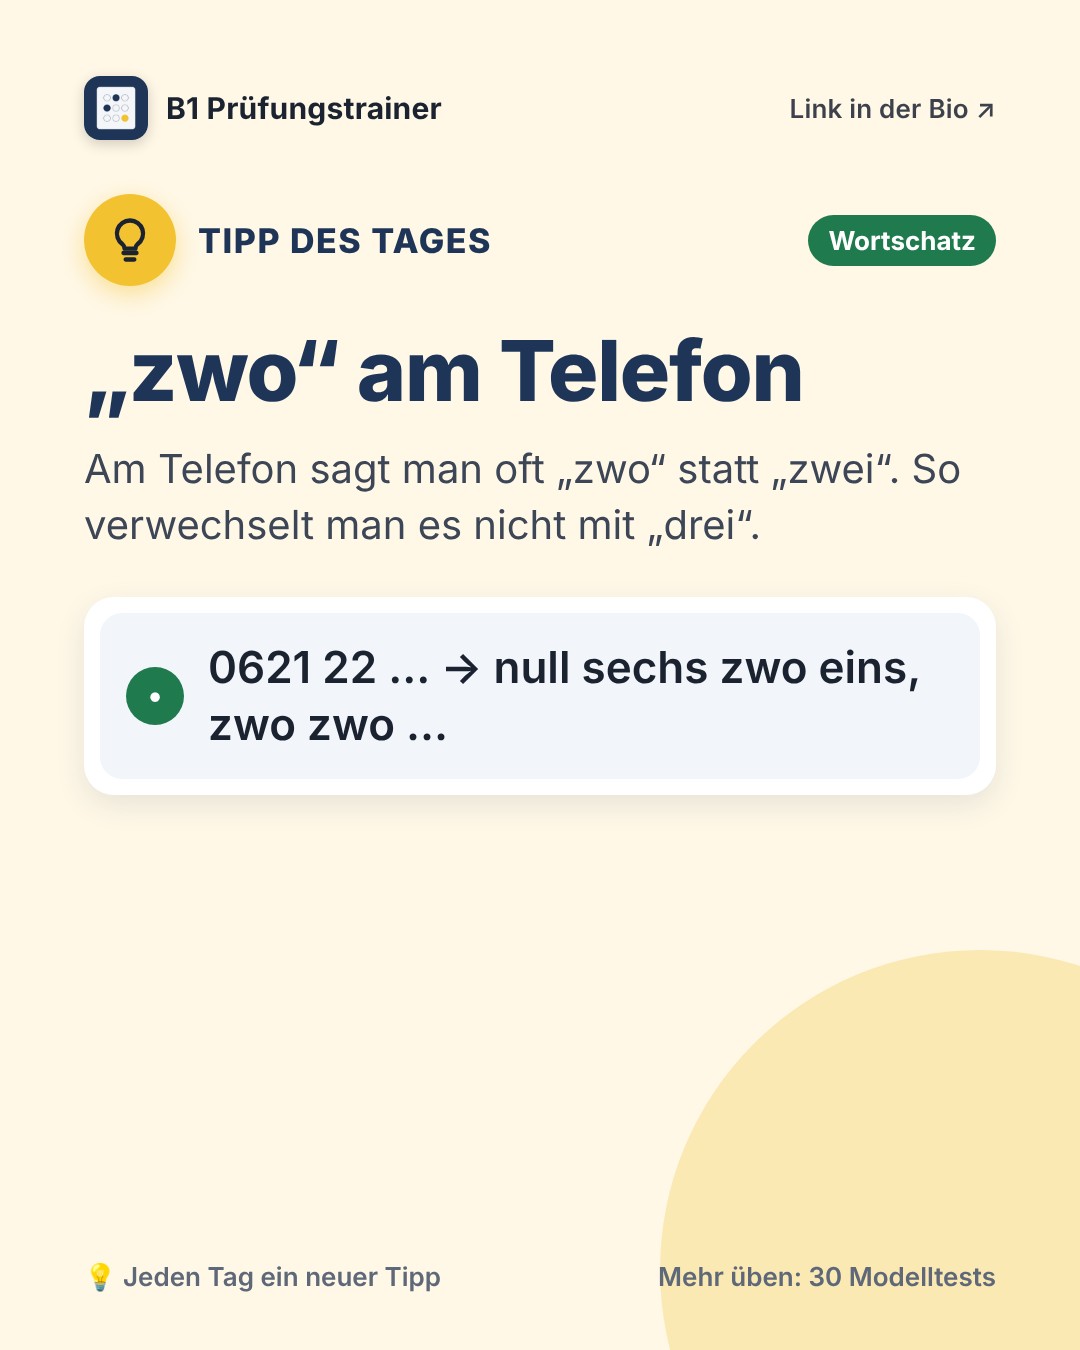 B1 Prüfungstrainer
Link in der Bio ↗
TIPP DES TAGES
Wortschatz
„zwo“ am Telefon
Am Telefon sagt man oft „zwo“ statt „zwei“. So
verwechselt man es nicht mit „drei“.
0621 22 … → null sechs zwo eins,
zwo zwo …
💡 Jeden Tag ein neuer Tipp
Mehr üben: 30 Modelltests